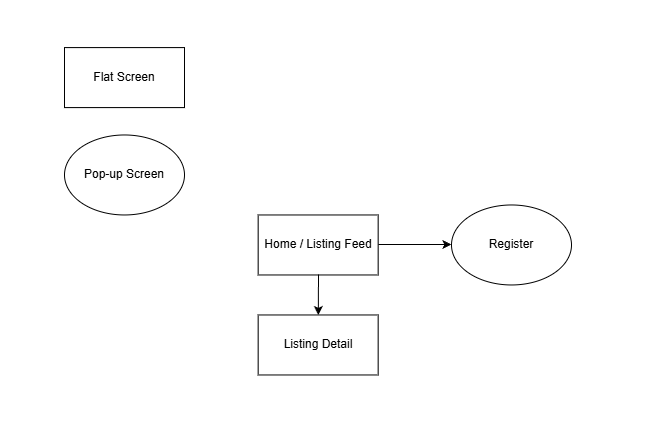 Flat Screen
Pop-up Screen
Home / Listing Feed
Register
Listing Detail